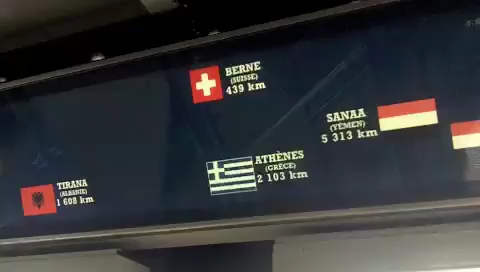 BERNE
(SUISSE)
439 km
SANAA
(YÉMEN)
5 313 km
ATHÈNES
(GRÈCE)
2 103 km
TIRANA
(ALBANIE)
1 608 km